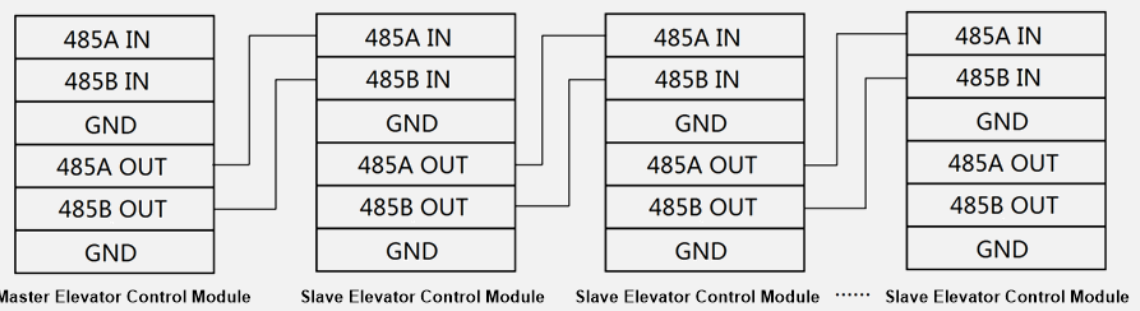 485A IN
485B IN
GND
485A OUT
485B OUT
GND
Master Elevator Control Module
485A IN
485B IN
GND
485A OUT
485B OUT
GND
Slave Elevator Control Module
485A IN
485B IN
GND
485A OUT
485B OUT
GND
Slave Elevator Control Module
······
485A IN
485B IN
GND
485A OUT
485B OUT
GND
Slave Elevator Control Module